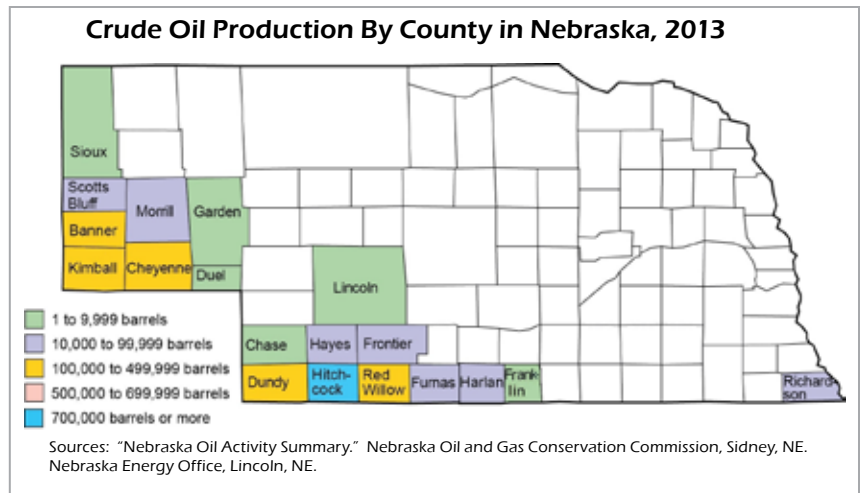 Crude Oil Production By County in Nebraska, 2013
Sioux
Scotts
Bluff
Morrill
Garden
Banner
Kimball
Cheyenne
Duel
Lincoln
1 to 9,999 barrels
10,000 to 99,999 barrels
100,000 to 499,999 barrels
500,000 to 699,999 barrels
700,000 barrels or more
Chase
Hayes
Frontier
Dundy
Hitch-
cock
Red
Willow
Furnas
Harlan
Frank
lin
Richard-
son
Sources: "Nebraska Oil Activity Summary." Nebraska Oil and Gas Conservation Commission, Sidney, NE.
Nebraska Energy Office, Lincoln, NE.